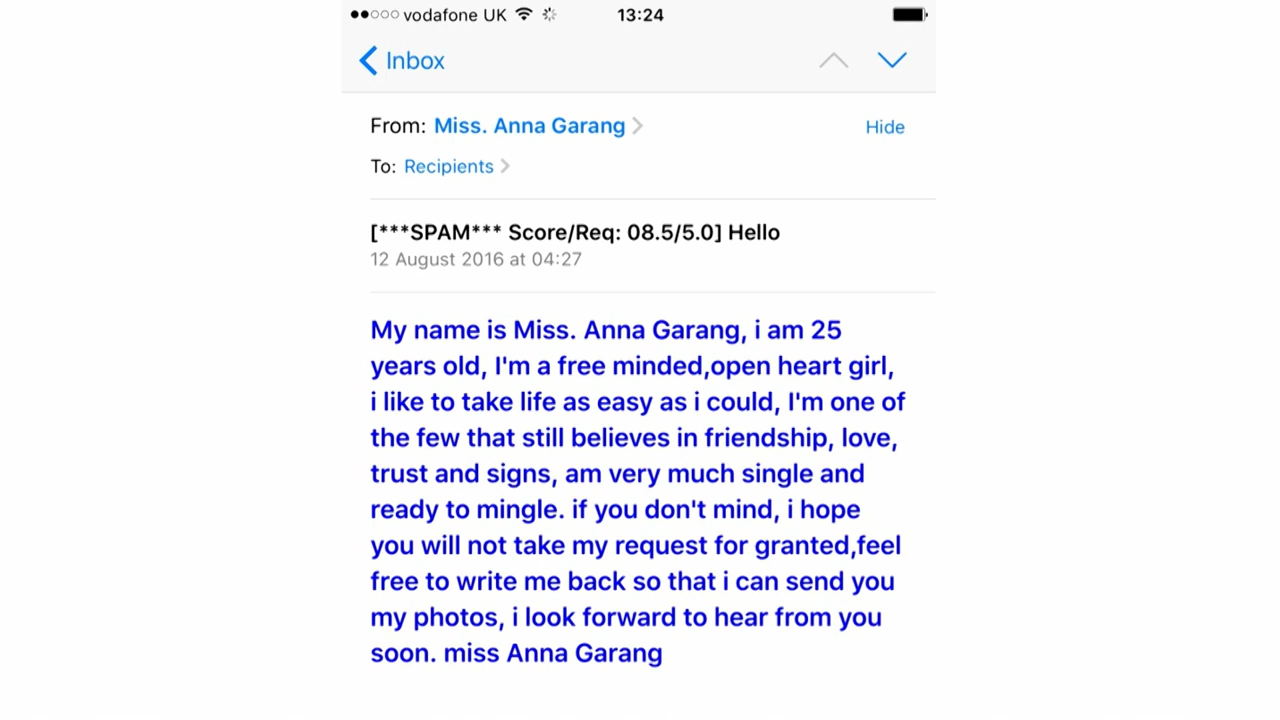 vodafone UK 13:24
Inbox
From: Miss. Anna Garang Hide
To: Recipients
[***SPAM*** Score/Req: 08.5/5.0] Hello
12 August 2016 at 04:27
My name is Miss. Anna Garang, i am 25
years old, I'm a free minded,open heart girl,
i like to take life as easy as i could, I'm one of
the few that still believes in friendship, love,
trust and signs, am very much single and
ready to mingle. if you don't mind, i hope
you will not take my request for granted,feel
free to write me back so that i can send you
my photos, i look forward to hear from you
soon. miss Anna Garang